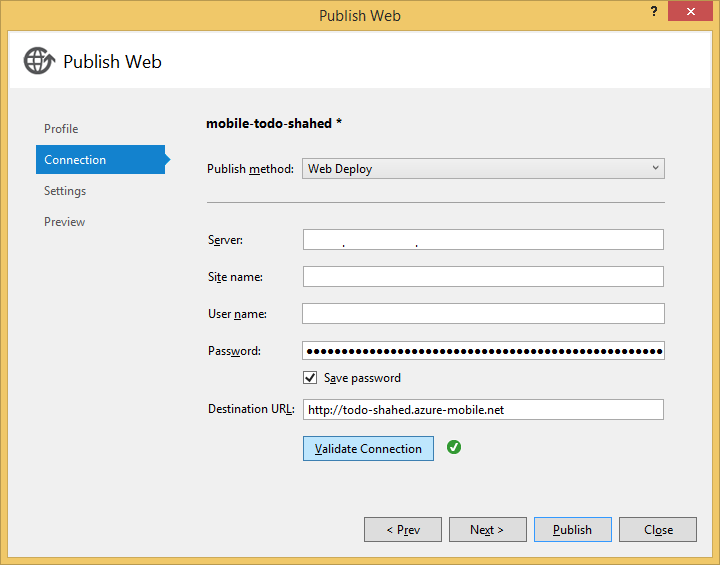 Publish Web
?
Publish Web
Profile
Connection
Settings
Preview
mobile-todo-shahed *
Publish method: Web Deploy
Server:
Site name:
User name:
Password: ●●●●●●●●●●●●●●●●●●●●●●●●●●●●●●●●●●●●●●●●●●●●●●●●●●●
Save password
Destination URL: http://todo-shahed.azure-mobile.net
Validate Connection
< Prev Next > Publish Close